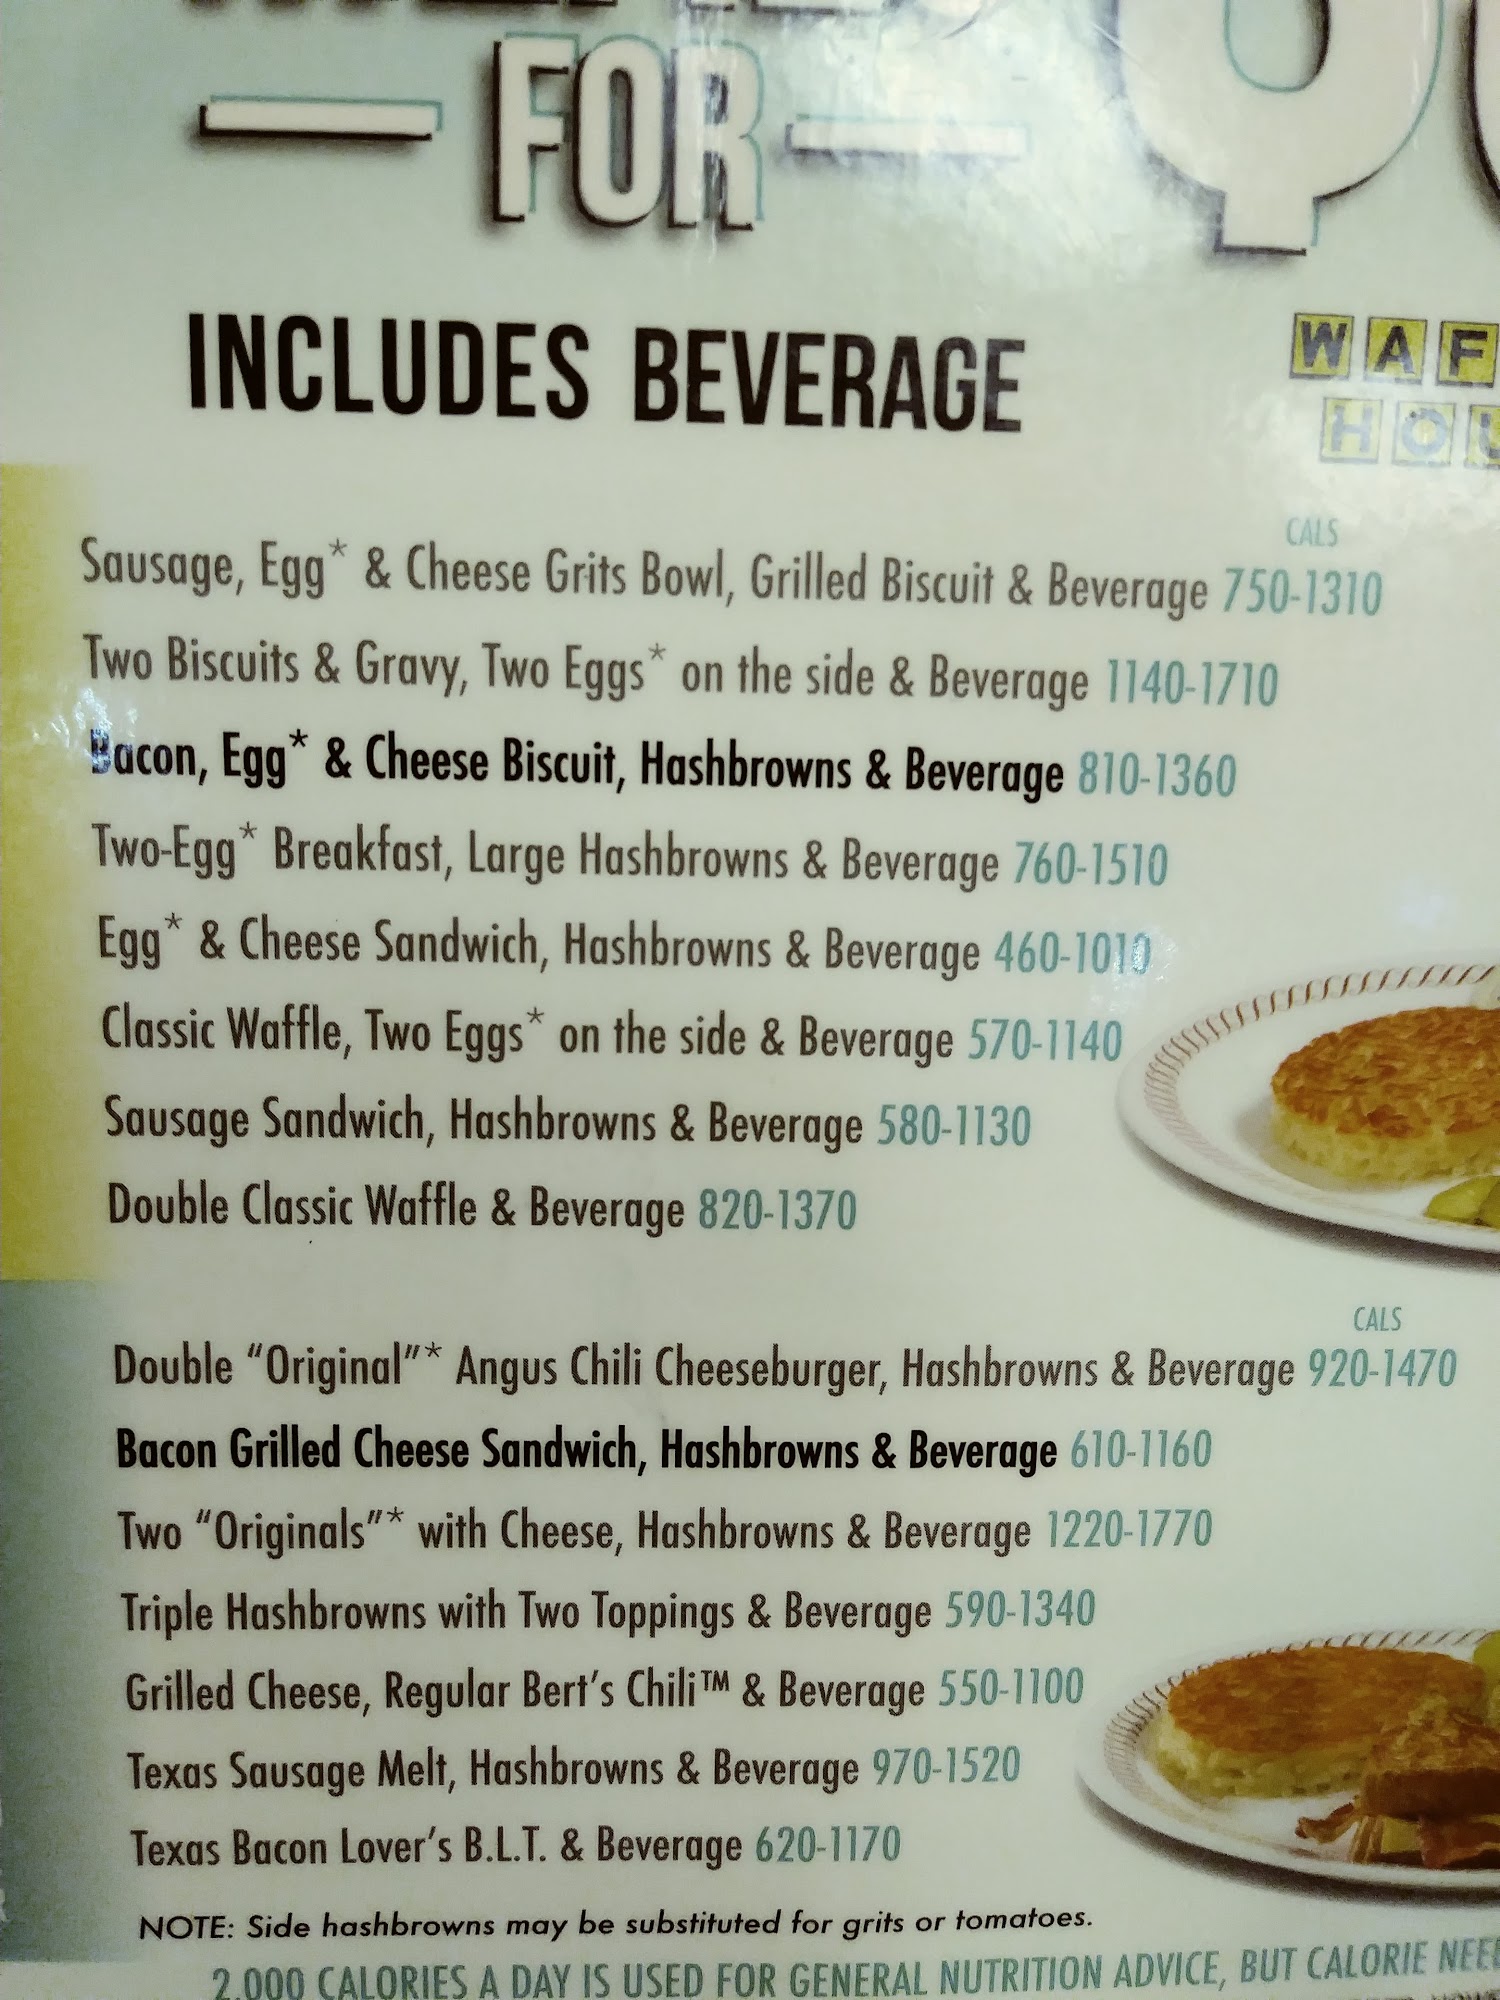 FOR
INCLUDES BEVERAGE
WAF
HOU
CALS
Sausage, Egg* & Cheese Grits Bowl, Grilled Biscuit & Beverage 750-1310
Two Biscuits & Gravy, Two Eggs* on the side & Beverage 1140-1710
Bacon, Egg* & Cheese Biscuit, Hashbrowns & Beverage 810-1360
Two-Egg* Breakfast, Large Hashbrowns & Beverage 760-1510
Egg* & Cheese Sandwich, Hashbrowns & Beverage 460-1010
Classic Waffle, Two Eggs* on the side & Beverage 570-1140
Sausage Sandwich, Hashbrowns & Beverage 580-1130
Double Classic Waffle & Beverage 820-1370
CALS
Double “Original”* Angus Chili Cheeseburger, Hashbrowns & Beverage 920-1470
Bacon Grilled Cheese Sandwich, Hashbrowns & Beverage 610-1160
Two “Originals”* with Cheese, Hashbrowns & Beverage 1220-1770
Triple Hashbrowns with Two Toppings & Beverage 590-1340
Grilled Cheese, Regular Bert’s Chili™ & Beverage 550-1100
Texas Sausage Melt, Hashbrowns & Beverage 970-1520
Texas Bacon Lover’s B.L.T. & Beverage 620-1170
NOTE: Side hashbrowns may be substituted for grits or tomatoes.
2,000 CALORIES A DAY IS USED FOR GENERAL NUTRITION ADVICE, BUT CALORIE NEE